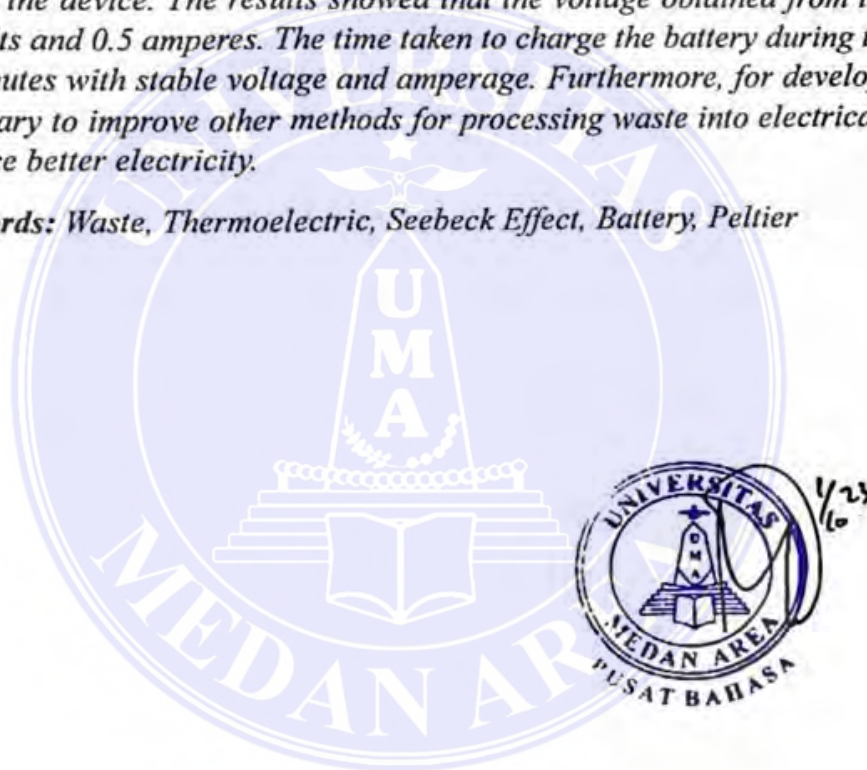 the device. The results showed that the voltage obtained from
ts and 0.5 amperes. The time taken to charge the battery during
utes with stable voltage and amperage. Furthermore, for
ary to improve other methods for processing waste into
e better electricity.
rds: Waste, Thermoelectric, Seebeck Effect, Battery, Peltier
UNIVERSITAS
U
M
A
MEDAN AREA
UNIVERSITAS
U
M
A
MEDAN AREA
PUSAT BAHASA